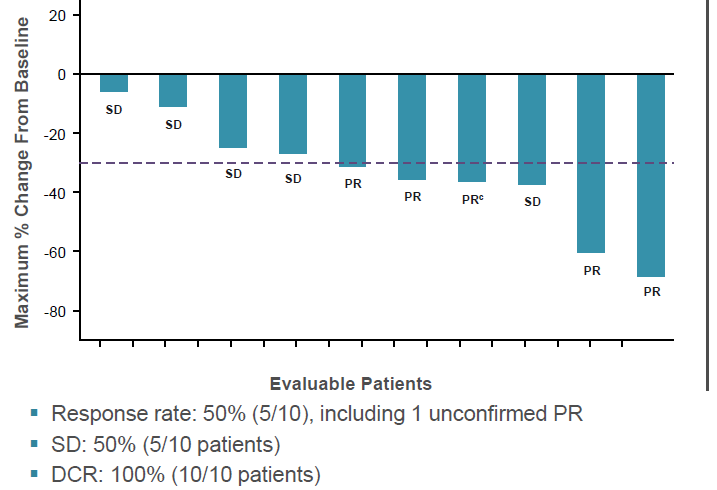 Maximum % Change From Baseline
20
0
-20
-40
-60
-80
SD
SD
SD
SD
PR
PR
PRᶜ
SD
PR
PR
Evaluable Patients
▪ Response rate: 50% (5/10), including 1 unconfirmed PR
▪ SD: 50% (5/10 patients)
▪ DCR: 100% (10/10 patients)